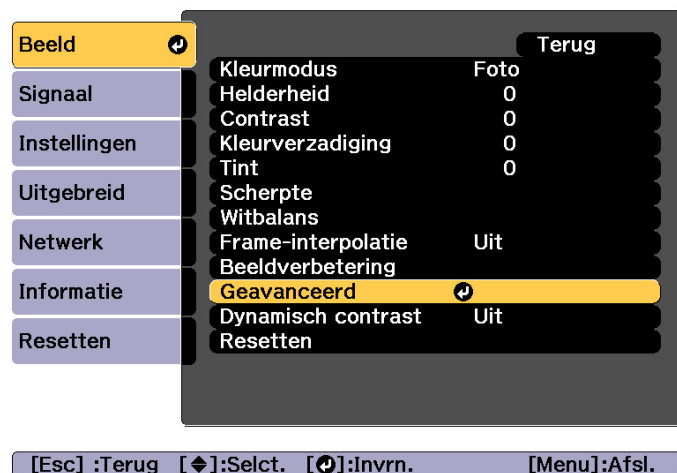 Beeld
Signaal
Instellingen
Uitgebreid
Netwerk
Informatie
Resetten
Terug
Kleurmodus Foto
Helderheid 0
Contrast 0
Kleurverzadiging 0
Tint 0
Scherpte
Witbalans
Frame-interpolatie Uit
Beeldverbetering
Geavanceerd
Dynamisch contrast Uit
Resetten
[Esc] :Terug [◆]:Selct. [⏎]:Invrn. [Menu]:Afsl.